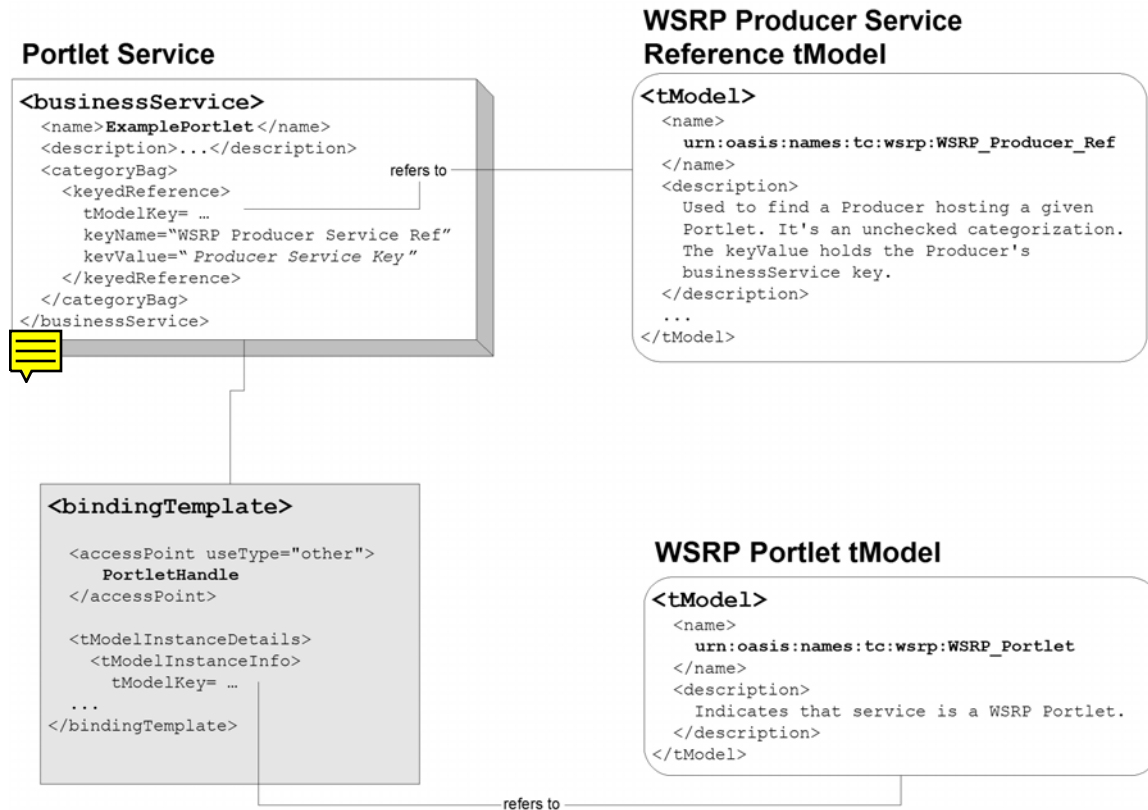 Portlet Service
<businessService>
<name>ExamplePortlet</name>
<description>...</description>
<categoryBag>
<keyedReference>
tModelKey= …
keyName=“WSRP Producer Service Ref”
kevValue=“ Producer Service Key ”
</keyedReference>
</categoryBag>
</businessService>
refers to
WSRP Producer Service
Reference tModel
<tModel>
<name>
urn:oasis:names:tc:wsrp:WSRP_Producer_Ref
</name>
<description>
Used to find a Producer hosting a given
Portlet. It's an unchecked categorization.
The keyValue holds the Producer's
businessService key.
</description>
...
</tModel>
<bindingTemplate>
<accessPoint useType="other">
PortletHandle
</accessPoint>
<tModelInstanceDetails>
<tModelInstanceInfo>
tModelKey= …
...
</bindingTemplate>
WSRP Portlet tModel
<tModel>
<name>
urn:oasis:names:tc:wsrp:WSRP_Portlet
</name>
<description>
Indicates that service is a WSRP Portlet.
</description>
</tModel>
refers to